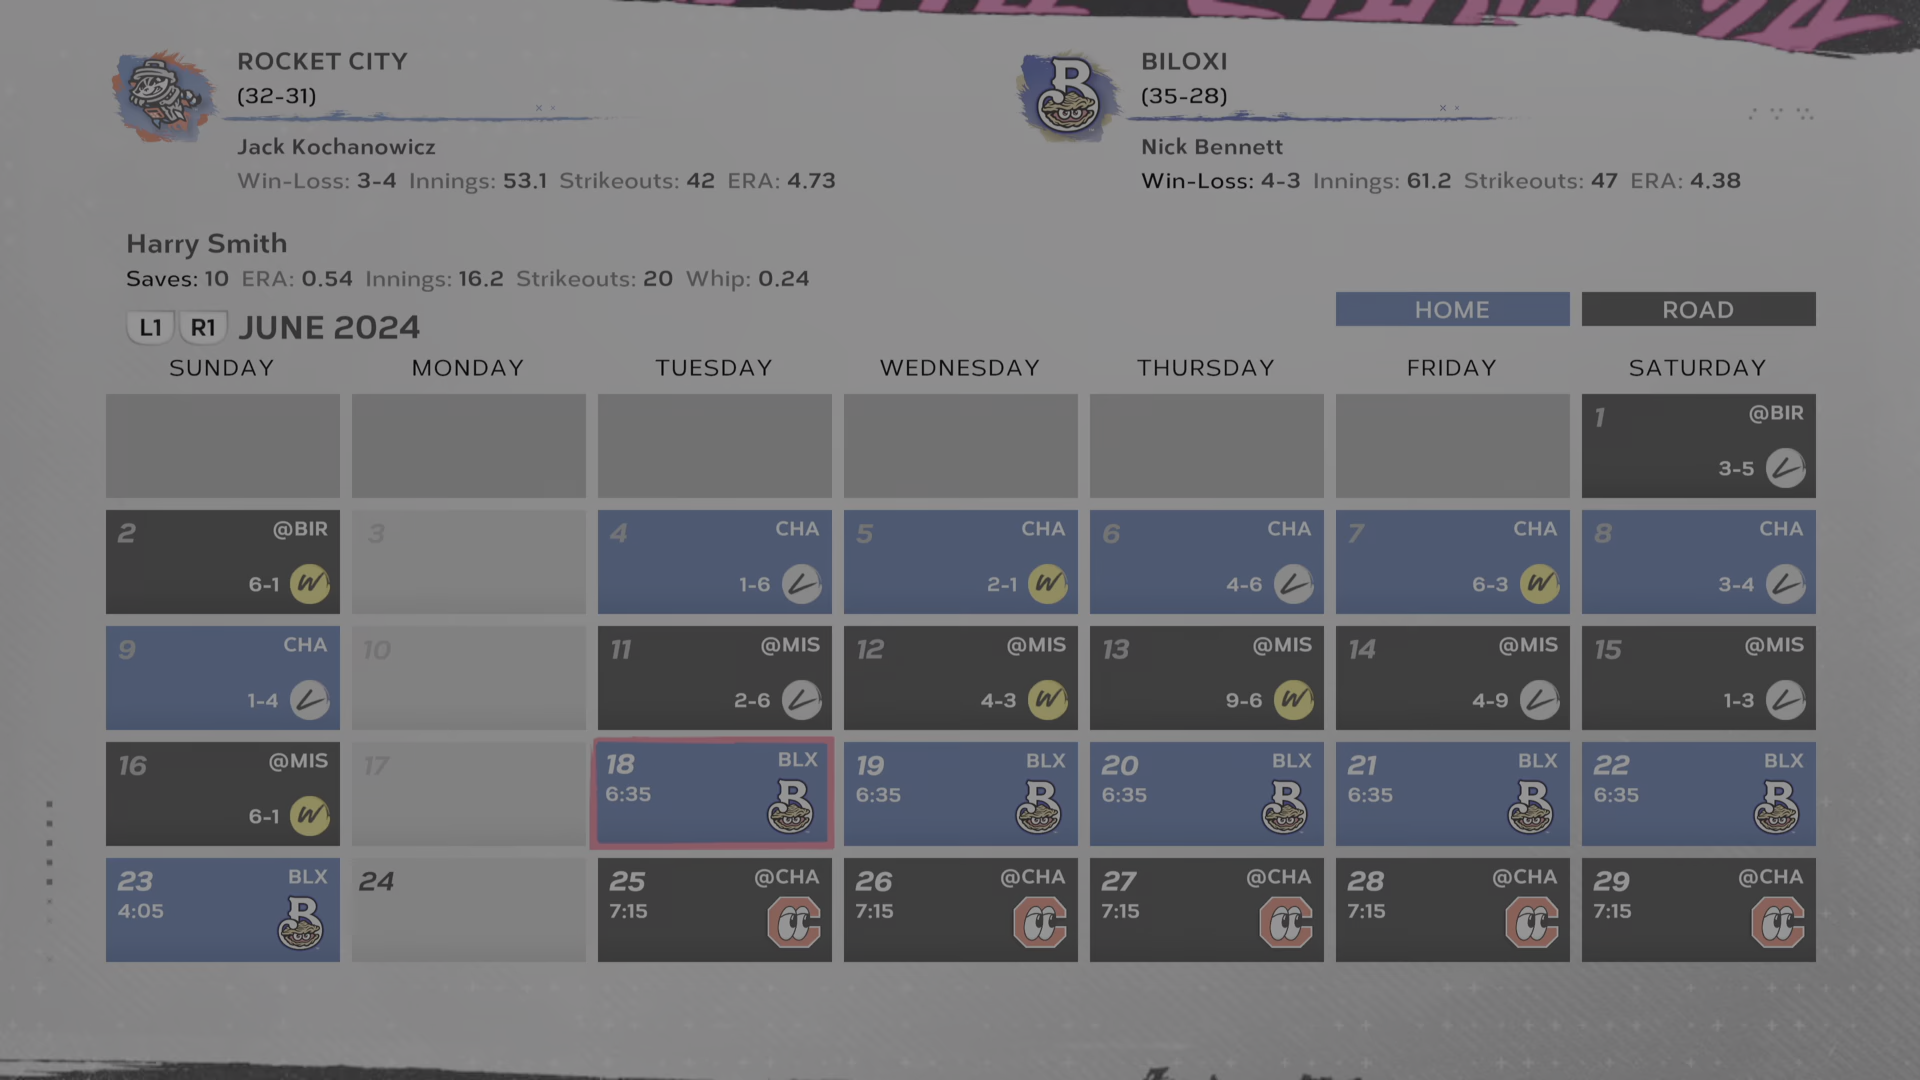 ROCKET CITY
(32-31)
Jack Kochanowicz
Win-Loss: 3-4 Innings: 53.1 Strikeouts: 42 ERA: 4.73
BILOXI
(35-28)
Nick Bennett
Win-Loss: 4-3 Innings: 61.2 Strikeouts: 47 ERA: 4.38
Harry Smith
Saves: 10 ERA: 0.54 Innings: 16.2 Strikeouts: 20 Whip: 0.24
HOME ROAD
L1 R1 JUNE 2024
SUNDAY MONDAY TUESDAY WEDNESDAY THURSDAY FRIDAY SATURDAY
1 @BIR
3-5 L
2 @BIR 3 4 CHA 5 CHA 6 CHA 7 CHA 8 CHA
6-1 W 1-6 L 2-1 W 4-6 L 6-3 W 3-4 L
9 CHA 10 11 @MIS 12 @MIS 13 @MIS 14 @MIS 15 @MIS
1-4 L 2-6 L 4-3 W 9-6 W 4-9 L 1-3 L
16 @MIS 17 18 BLX 19 BLX 20 BLX 21 BLX 22 BLX
6-1 W 6:35 B 6:35 B 6:35 B 6:35 B 6:35 B
23 BLX 24 25 @CHA 26 @CHA 27 @CHA 28 @CHA 29 @CHA
4:05 B 7:15 C 7:15 C 7:15 C 7:15 C 7:15 C